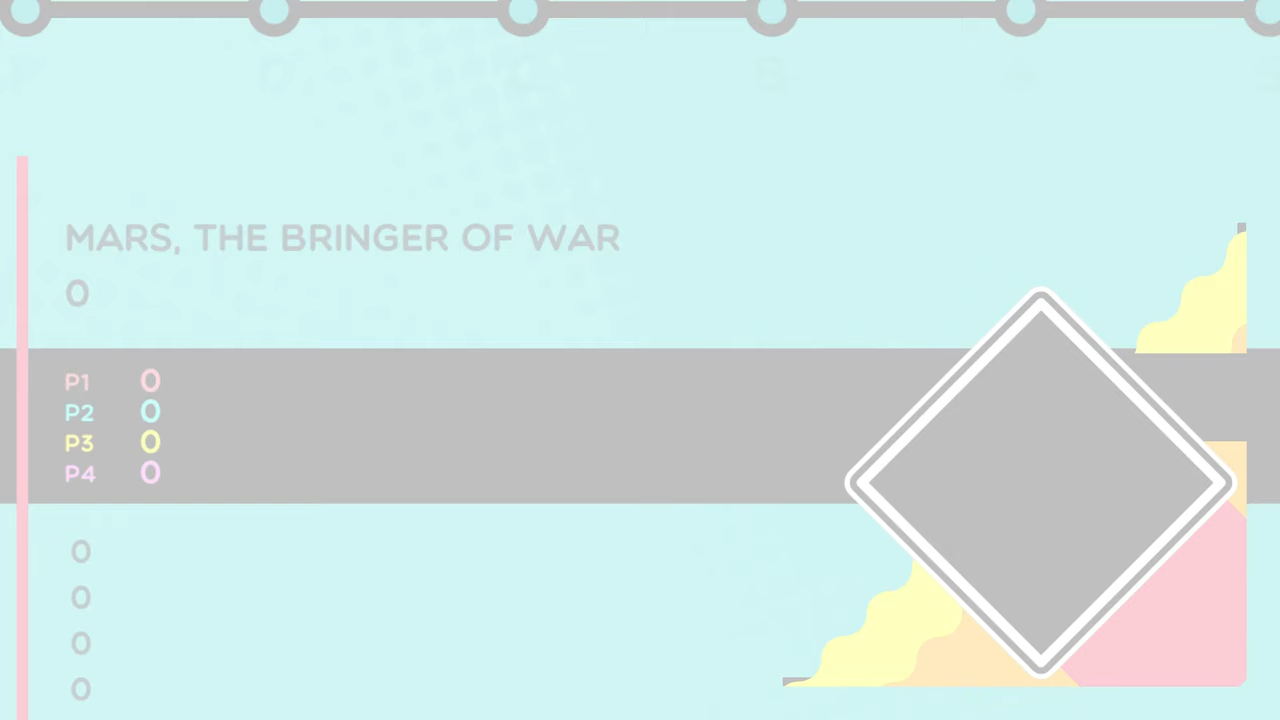 MARS, THE BRINGER OF WAR
0
P1 0
P2 0
P3 0
P4 0
0
0
0
0